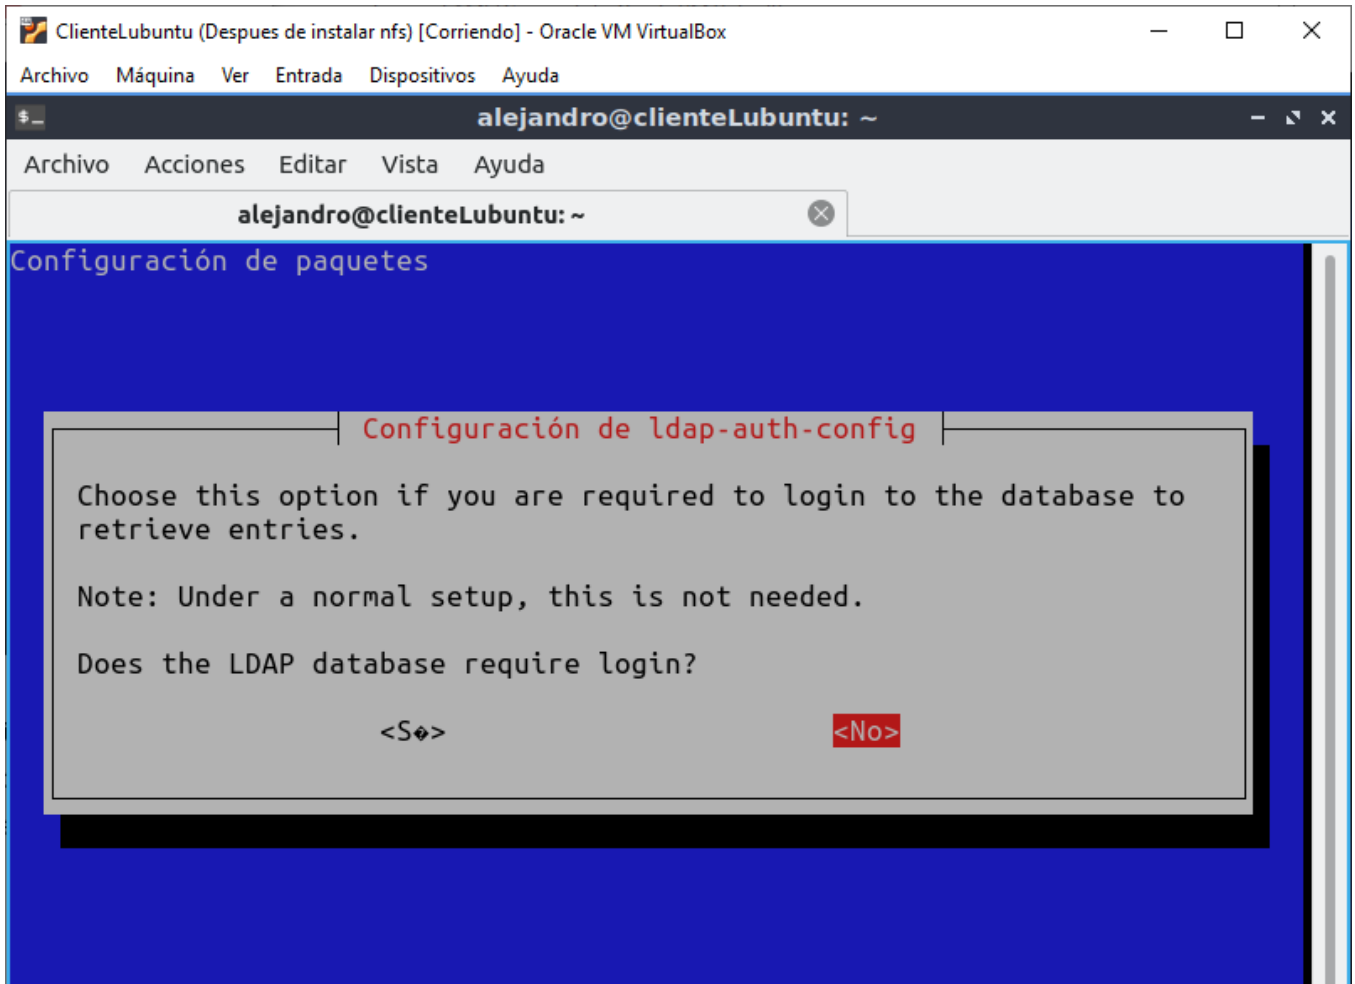 ClienteLubuntu (Despues de instalar nfs) [Corriendo] - Oracle VM VirtualBox
Archivo Máquina Ver Entrada Dispositivos Ayuda
alejandro@clienteLubuntu: ~
Archivo Acciones Editar Vista Ayuda
alejandro@clienteLubuntu: ~
Configuración de paquetes
Configuración de ldap-auth-config
Choose this option if you are required to login to the database to
retrieve entries.
Note: Under a normal setup, this is not needed.
Does the LDAP database require login?
<S�> <No>